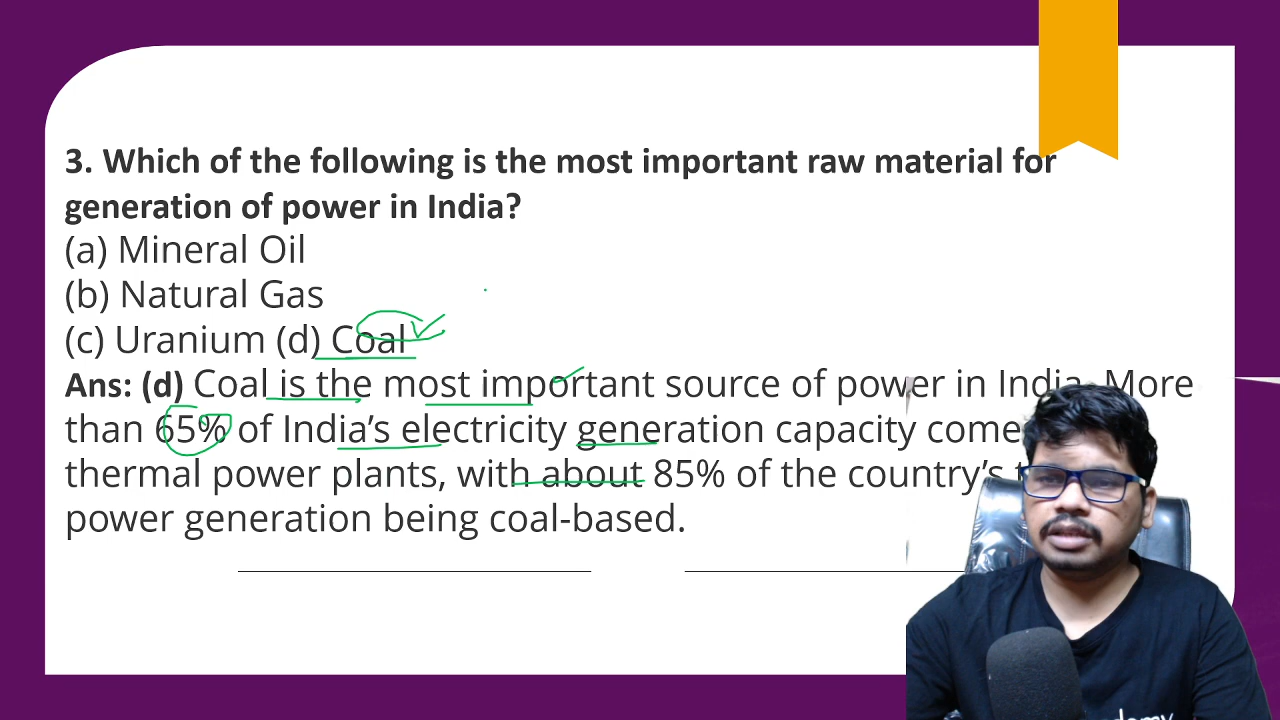 3. Which of the following is the most important raw material for
generation of power in India?
(a) Mineral Oil
(b) Natural Gas
(c) Uranium (d) Coal
Ans: (d) Coal is the most important source of power in India. More
than 65% of India's electricity generation capacity
thermal power plants, with about 85% of the country's
power generation being coal-based.